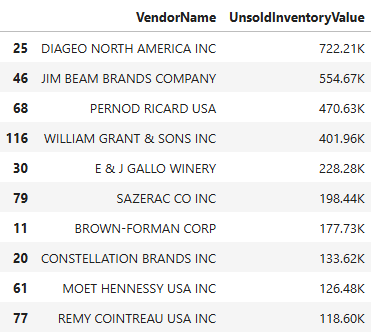 VendorName UnsoldInventoryValue
25 DIAGEO NORTH AMERICA INC 722.21K
46 JIM BEAM BRANDS COMPANY 554.67K
68 PERNOD RICARD USA 470.63K
116 WILLIAM GRANT & SONS INC 401.96K
30 E & J GALLO WINERY 228.28K
79 SAZERAC CO INC 198.44K
11 BROWN-FORMAN CORP 177.73K
20 CONSTELLATION BRANDS INC 133.62K
61 MOET HENNESSY USA INC 126.48K
77 REMY COINTREAU USA INC 118.60K